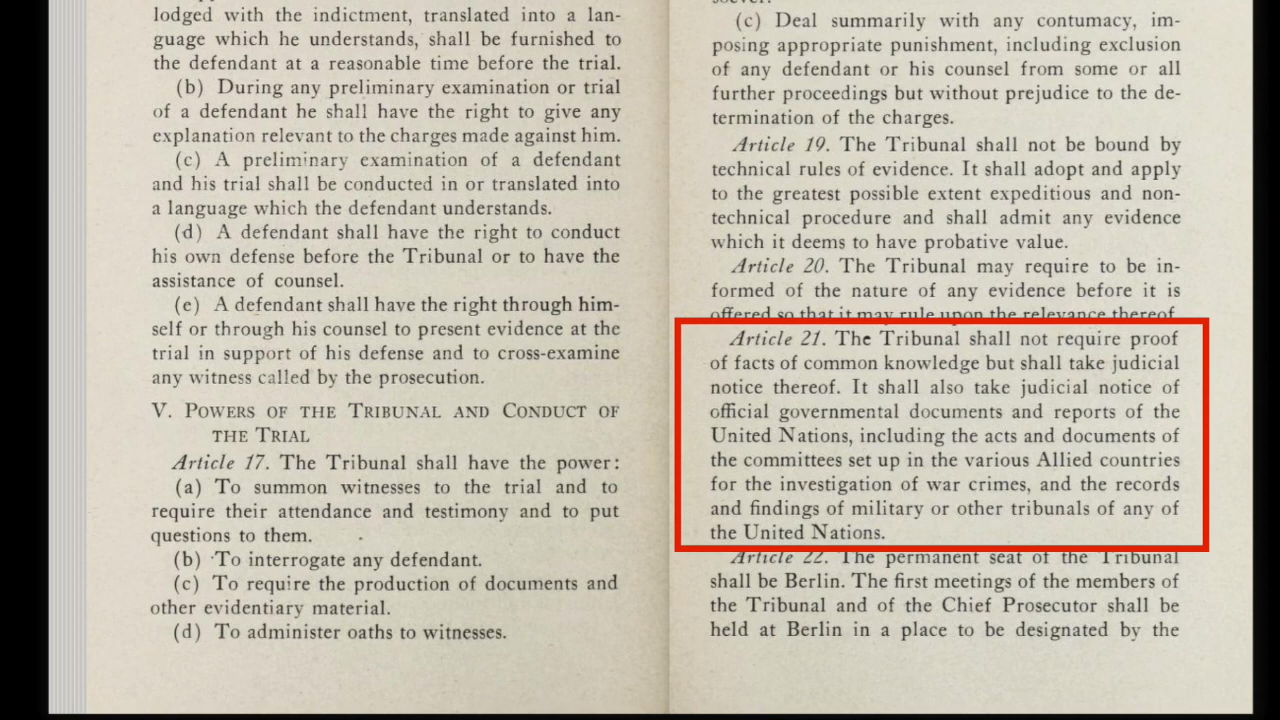 lodged with the indictment, translated into a lan-
guage which he understands, shall be furnished to
the defendant at a reasonable time before the trial.
(b) During any preliminary examination or trial
of a defendant he shall have the right to give any
explanation relevant to the charges made against him.
(c) A preliminary examination of a defendant
and his trial shall be conducted in or translated into
a language which the defendant understands.
(d) A defendant shall have the right to conduct
his own defense before the Tribunal or to have the
assistance of counsel.
(e) A defendant shall have the right through him-
self or through his counsel to present evidence at the
trial in support of his defense and to cross-examine
any witness called by the prosecution.
V. POWERS OF THE TRIBUNAL AND CONDUCT OF
THE TRIAL
Article 17. The Tribunal shall have the power:
(a) To summon witnesses to the trial and to
require their attendance and testimony and to put
questions to them.
(b) To interrogate any defendant.
(c) To require the production of documents and
other evidentiary material.
(d) To administer oaths to witnesses.
(c) Deal summarily with any contumacy, im-
posing appropriate punishment, including exclusion
of any defendant or his counsel from some or all
further proceedings but without prejudice to the de-
termination of the charges.
Article 19. The Tribunal shall not be bound by
technical rules of evidence. It shall adopt and apply
to the greatest possible extent expeditious and non-
technical procedure and shall admit any evidence
which it deems to have probative value.
Article 20. The Tribunal may require to be in-
formed of the nature of any evidence before it is
offered so that it may rule upon the relevance thereof.
Article 21. The Tribunal shall not require proof
of facts of common knowledge but shall take judicial
notice thereof. It shall also take judicial notice of
official governmental documents and reports of the
United Nations, including the acts and documents of
the committees set up in the various Allied countries
for the investigation of war crimes, and the records
and findings of military or other tribunals of any of
the United Nations.
Article 22. The permanent seat of the Tribunal
shall be Berlin. The first meetings of the members of
the Tribunal and of the Chief Prosecutor shall be
held at Berlin in a place to be designated by the